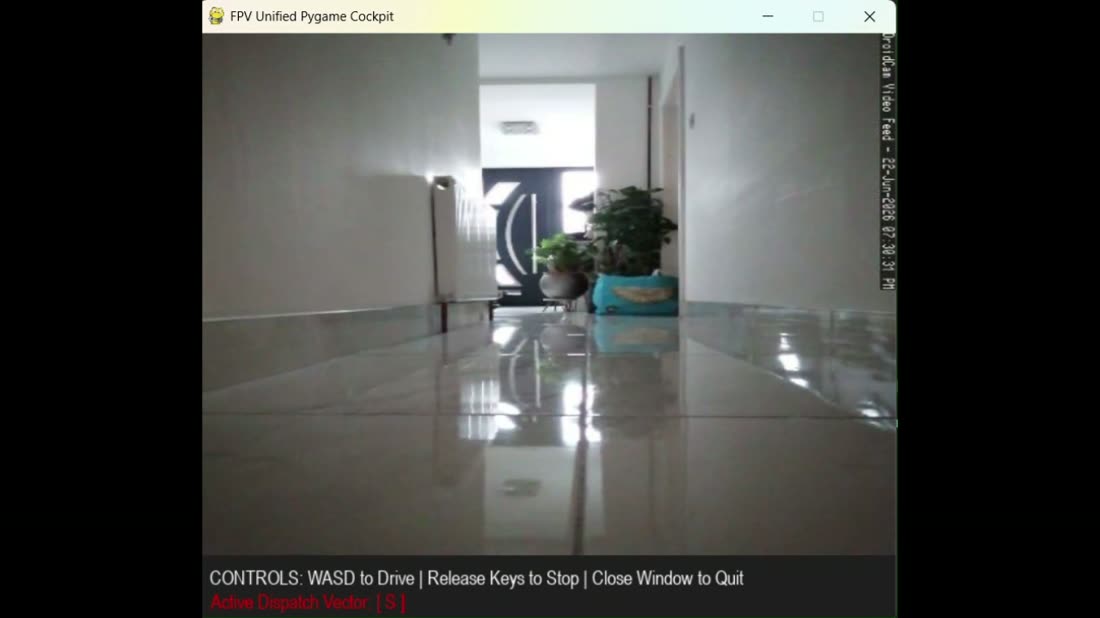 FPV Unified Pygame Cockpit
DroidCam Video Feed - 22-Jun-2026 07:30:31 PM
CONTROLS: WASD to Drive | Release Keys to Stop | Close Window to Quit
Active Dispatch Vector: [ S ]